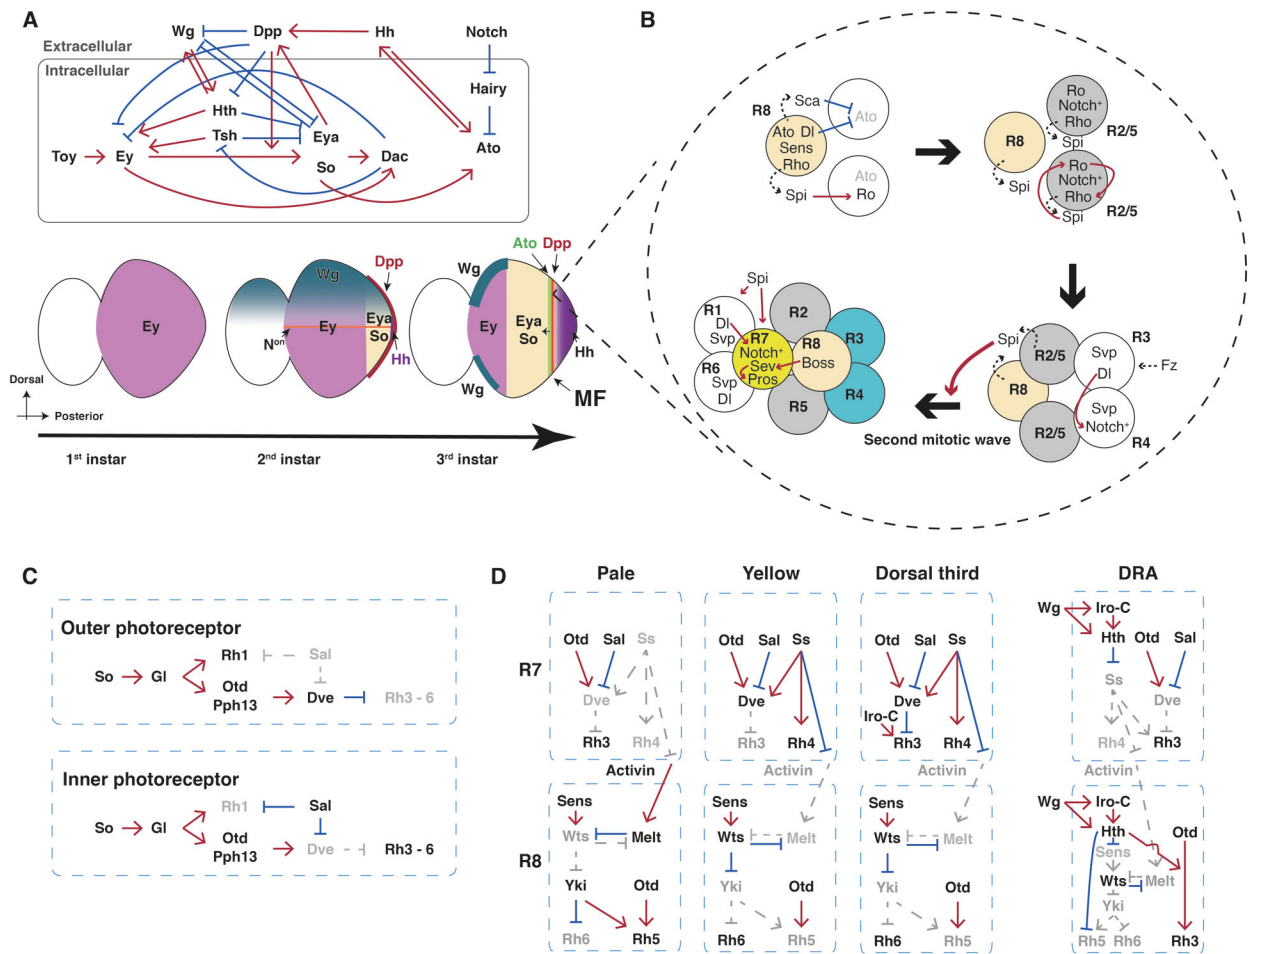 A
Wg
Dpp
Hh
Notch
Extracellular
Intracellular
Hairy
Hth
Tsh
Eya
Ato
Toy
Ey
So
Dac
Ey
Wg
Dpp
Ey
Eya
So
N^on
Hh
Ato Dpp
Wg
Ey
Eya
So
Hh
Wg
MF
Dorsal
Posterior
1st instar
2nd instar
3rd instar
B
R8
Sca
Ato
Ato Dl
Sens
Rho
Spi
Ato
Ro
R8
Spi
Ro
Notch+
Rho
R2/5
Spi
Ro
Notch+
Rho
R2/5
Spi
Spi
R2/5
R3
Svp
Dl
Fz
R8
R2/5
Svp
Notch+
R4
Second mitotic wave
Spi
R1
Dl
Svp
R2
R7
Notch+
Sev
Pros
R8
Boss
R3
R6
Svp
Dl
R5
R4
C
Outer photoreceptor
So
Gl
Rh1
Sal
Otd
Pph13
Dve
Rh3 - 6
Inner photoreceptor
So
Gl
Rh1
Sal
Otd
Pph13
Dve
Rh3 - 6
D
Pale
Yellow
Dorsal third
DRA
R7
Otd Sal Ss
Dve
Rh3 Rh4
Otd Sal Ss
Dve
Rh3 Rh4
Otd Sal Ss
Dve
Iro-C
Rh3 Rh4
Wg Iro-C
Hth Otd Sal
Ss
Dve
Rh4 Rh3
Activin
Activin
Activin
Activin
R8
Sens
Wts Melt
Yki Otd
Rh6 Rh5
Sens
Wts Melt
Yki Otd
Rh6 Rh5
Sens
Wts Melt
Yki Otd
Rh6 Rh5
Wg Iro-C
Hth Otd
Sens
Wts Melt
Yki
Rh5 Rh6 Rh3